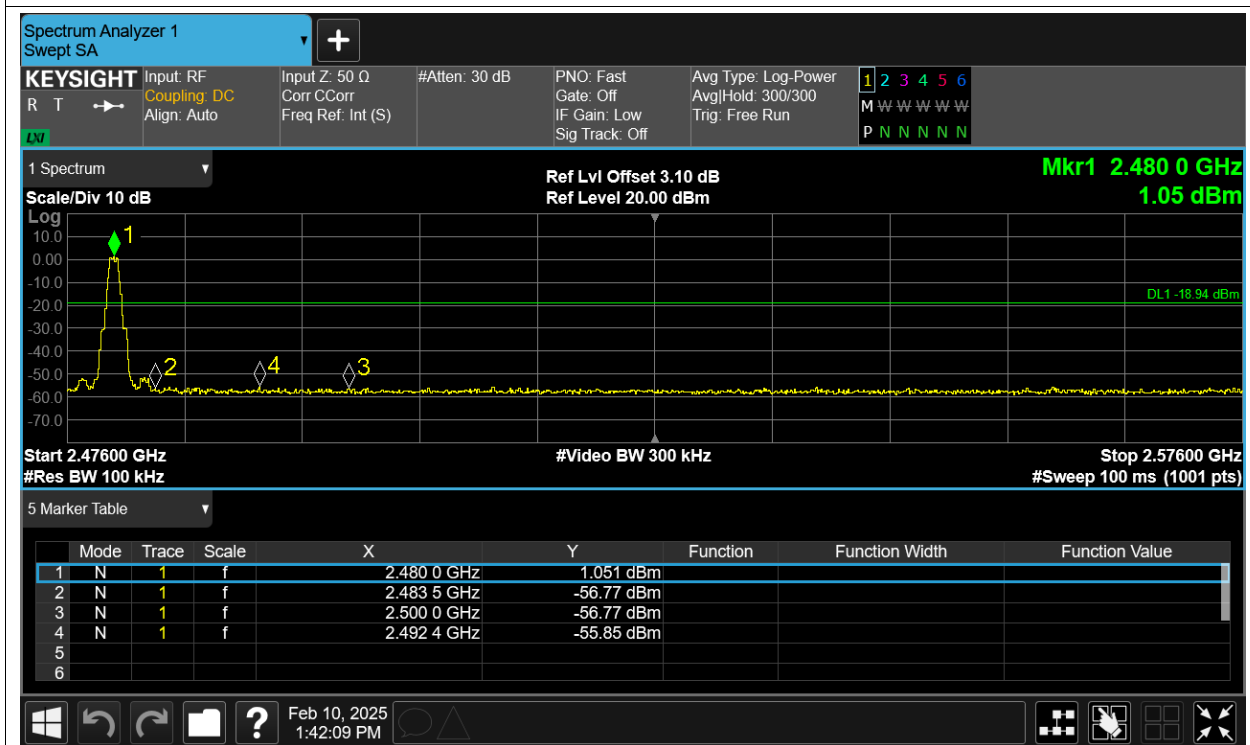 Spectrum Analyzer 1
Swept SA
+
KEYSIGHT Input: RF Input Z: 50 Ω #Atten: 30 dB PNO: Fast Avg Type: Log-Power 1 2 3 4 5 6
R T Coupling: DC Corr CCorr Gate: Off Avg|Hold: 300/300 M W W W W W
Align: Auto Freq Ref: Int (S) IF Gain: Low Trig: Free Run
LXI Sig Track: Off P N N N N N
1 Spectrum Ref Lvl Offset 3.10 dB Mkr1 2.480 0 GHz
Scale/Div 10 dB Ref Level 20.00 dBm 1.05 dBm
Log
10.0
1
0.00
-10.0
DL1 -18.94 dBm
-20.0
-30.0
-40.0
2 4 3
-50.0
-60.0
-70.0
Start 2.47600 GHz #Video BW 300 kHz Stop 2.57600 GHz
#Res BW 100 kHz #Sweep 100 ms (1001 pts)
5 Marker Table
Mode Trace Scale X Y Function Function Width Function Value
1 N 1 f 2.480 0 GHz 1.051 dBm
2 N 1 f 2.483 5 GHz -56.77 dBm
3 N 1 f 2.500 0 GHz -56.77 dBm
4 N 1 f 2.492 4 GHz -55.85 dBm
5
6
? Feb 10, 2025
1:42:09 PM